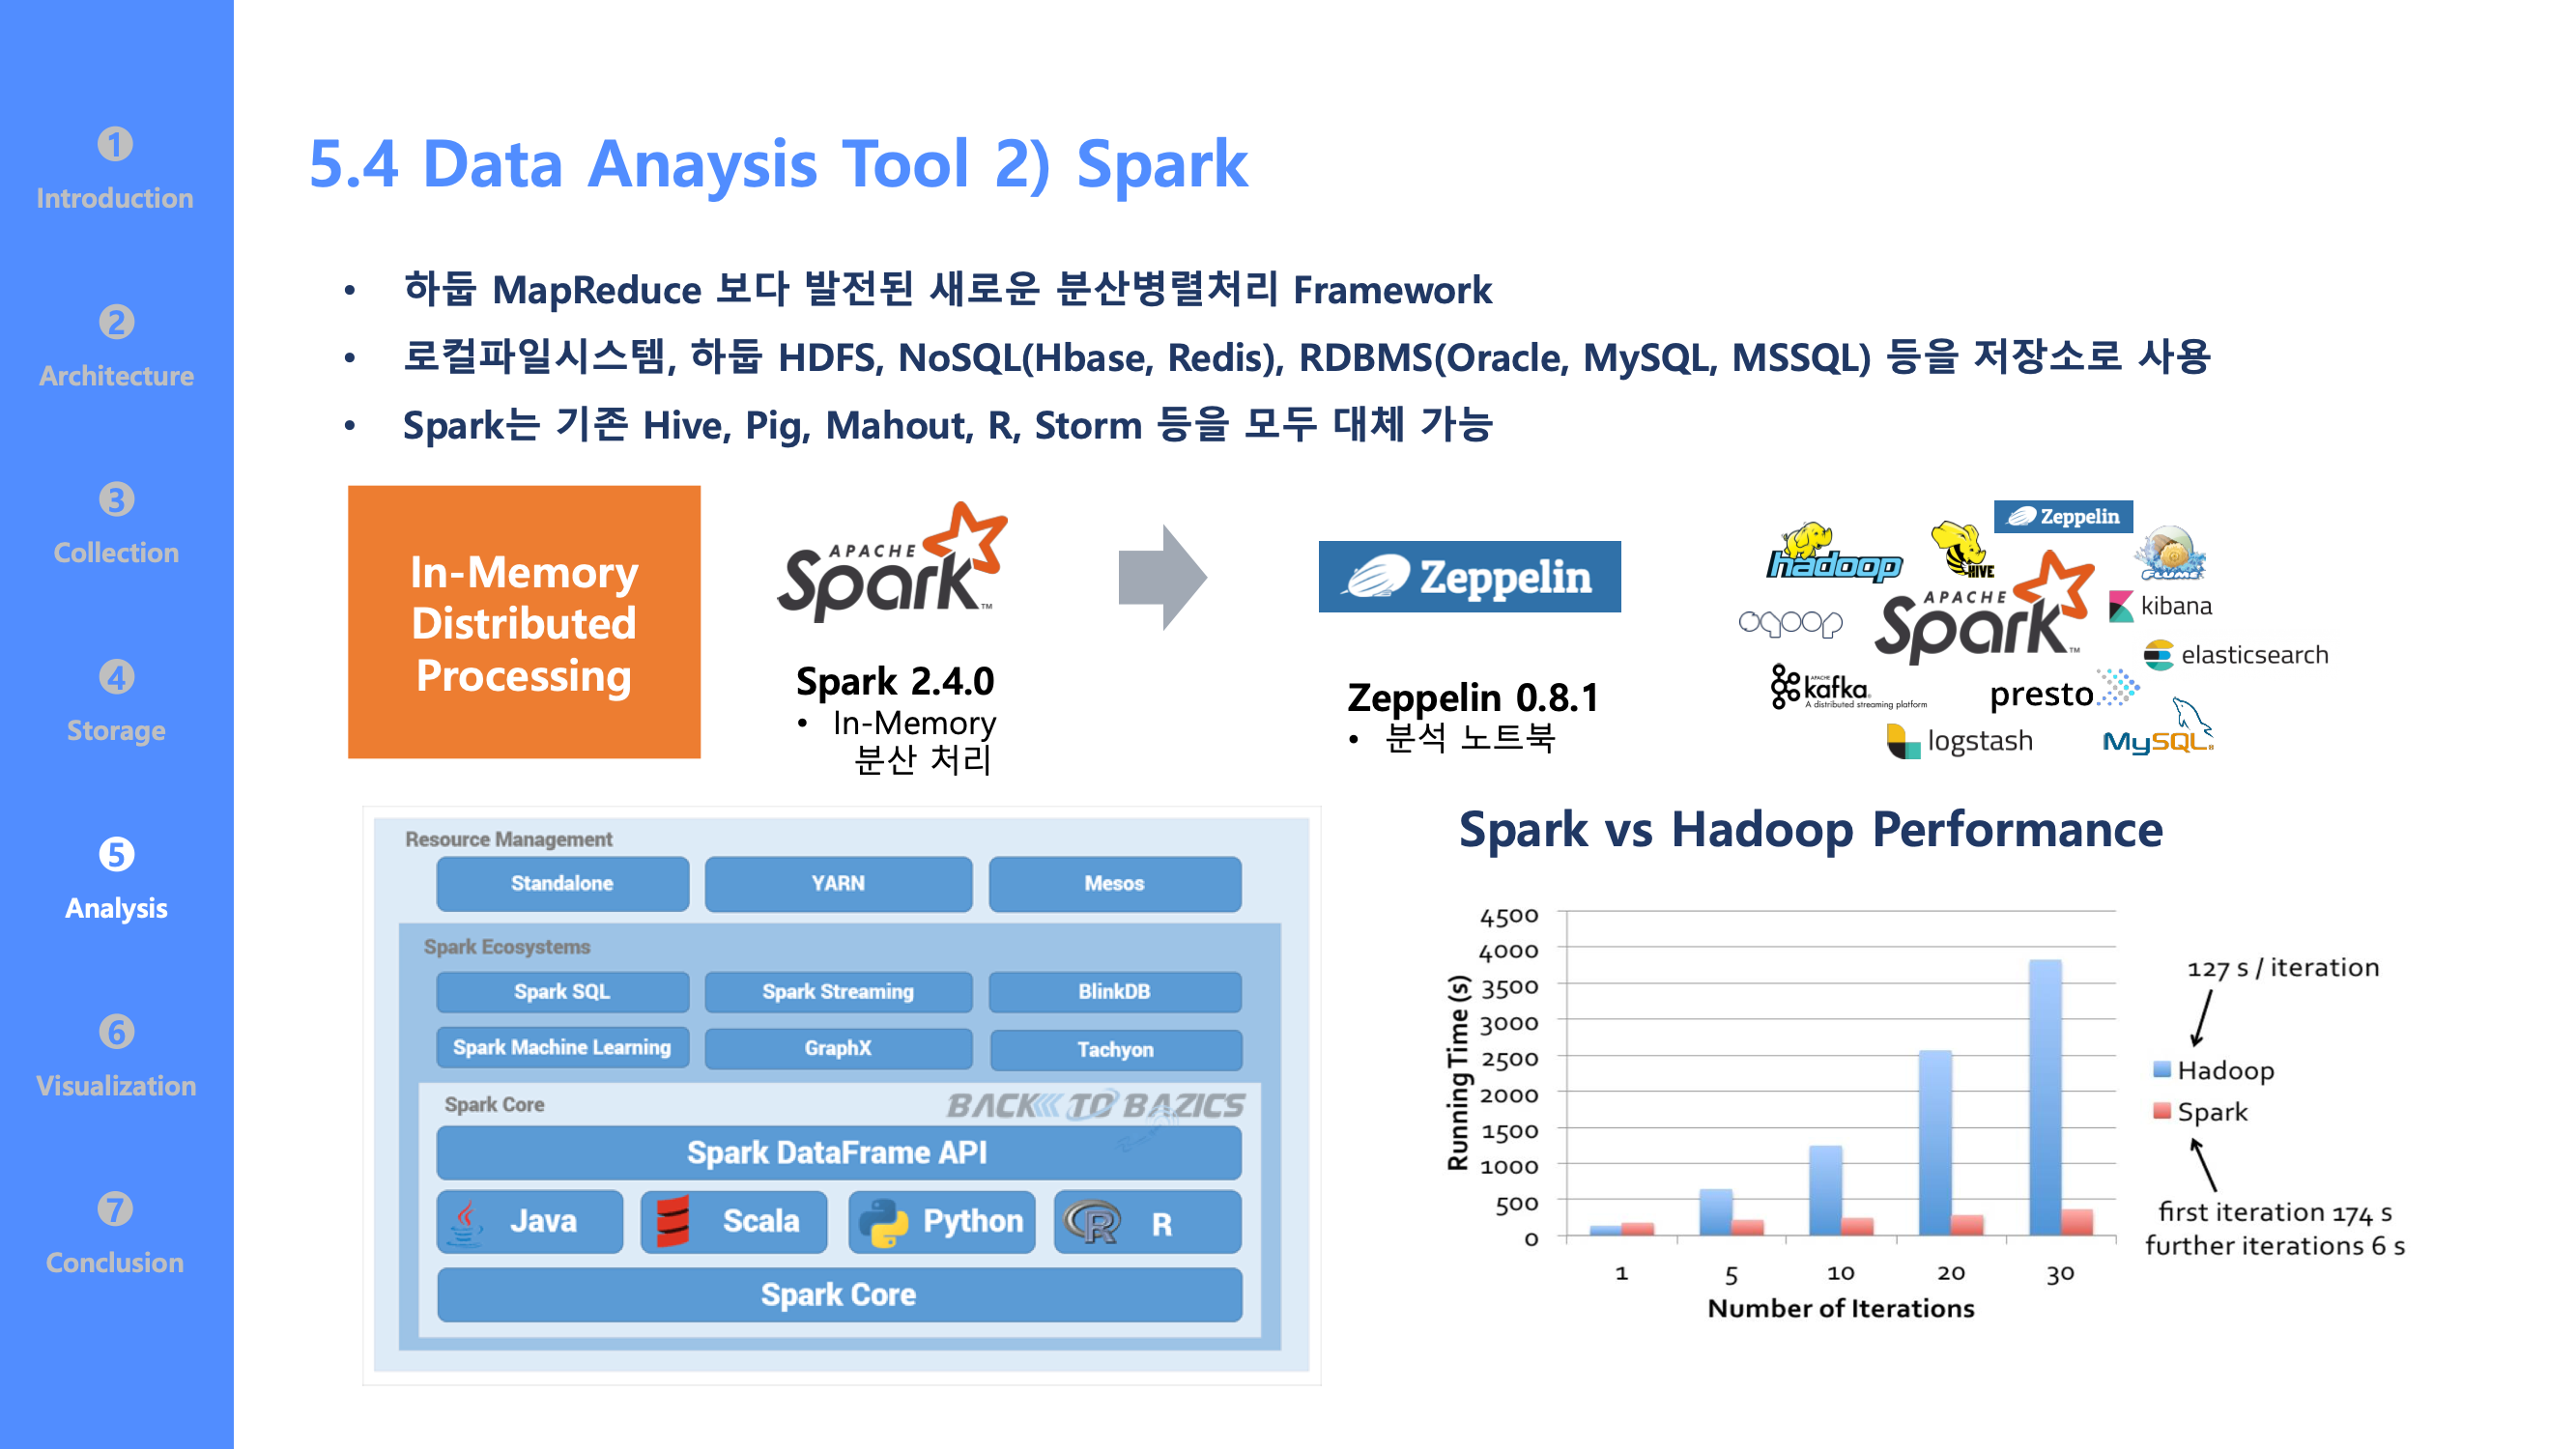 1
Introduction
2
Architecture
3
Collection
4
Storage
5
Analysis
6
Visualization
7
Conclusion
5.4 Data Anaysis Tool 2) Spark
• 하둡 MapReduce 보다 발전된 새로운 분산병렬처리 Framework
• 로컬파일시스템, 하둡 HDFS, NoSQL(Hbase, Redis), RDBMS(Oracle, MySQL, MSSQL) 등을 저장소로 사용
• Spark는 기존 Hive, Pig, Mahout, R, Storm 등을 모두 대체 가능
In-Memory
Distributed
Processing
APACHE
Spark™
Spark 2.4.0
• In-Memory
분산 처리
Zeppelin
Zeppelin 0.8.1
• 분석 노트북
Zeppelin
hadoop
HIVE
FLUME
APACHE
Spark™
kibana
sqoop
elasticsearch
APACHE
kafka
A distributed streaming platform
presto
logstash
MySQL
Resource Management
Standalone
YARN
Mesos
Spark Ecosystems
Spark SQL
Spark Streaming
BlinkDB
Spark Machine Learning
GraphX
Tachyon
Spark Core
BACK TO BAZICS
Spark DataFrame API
Java
Scala
Python
R
Spark Core
Spark vs Hadoop Performance
4500
4000
3500
3000
2500
2000
1500
1000
500
0
Running Time (s)
1
5
10
20
30
Number of Iterations
127 s / iteration
Hadoop
Spark
first iteration 174 s
further iterations 6 s